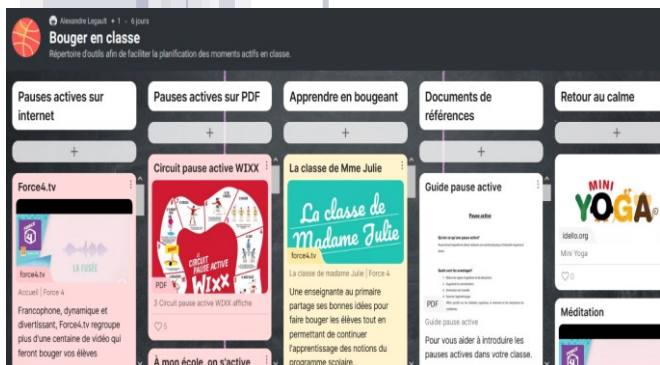 Alexandre Legault + 1 • 6 jours
Bouger en classe
Répertoire d'outils afin de faciliter la planification des moments actifs en classe.
Pauses actives sur
internet
+
Force4.tv
LA FUSÉE
force4.tv
Accueil | Force 4
Francophone, dynamique et
divertissant, Force4.tv regroupe
plus d'une centaine de vidéo qui
feront bouger vos élèves
Pauses actives sur PDF
+
Circuit pause active WIXX
CIRCUIT
PAUSE ACTIVE
WIXX
PDF
3 Circuit pause active WIXX affiche
5
À mon école, on s'active
Apprendre en bougeant
+
La classe de Mme Julie
La classe de
Madame Julie
force4.tv
La classe de madame Julie | Force 4
Une enseignante au primaire
partage ses bonnes idées pour
faire bouger les élèves tout en
permettant de continuer
l'apprentissage des notions du
programme scolaire.
Documents de
références
+
Guide pause active
Pause active
PDF
Guide pause active
Pour vous aider à introduire les
pauses actives dans votre classe.
Retour au calme
+
MINI
YOGA
idello.org
Mini Yoga
0
Méditation